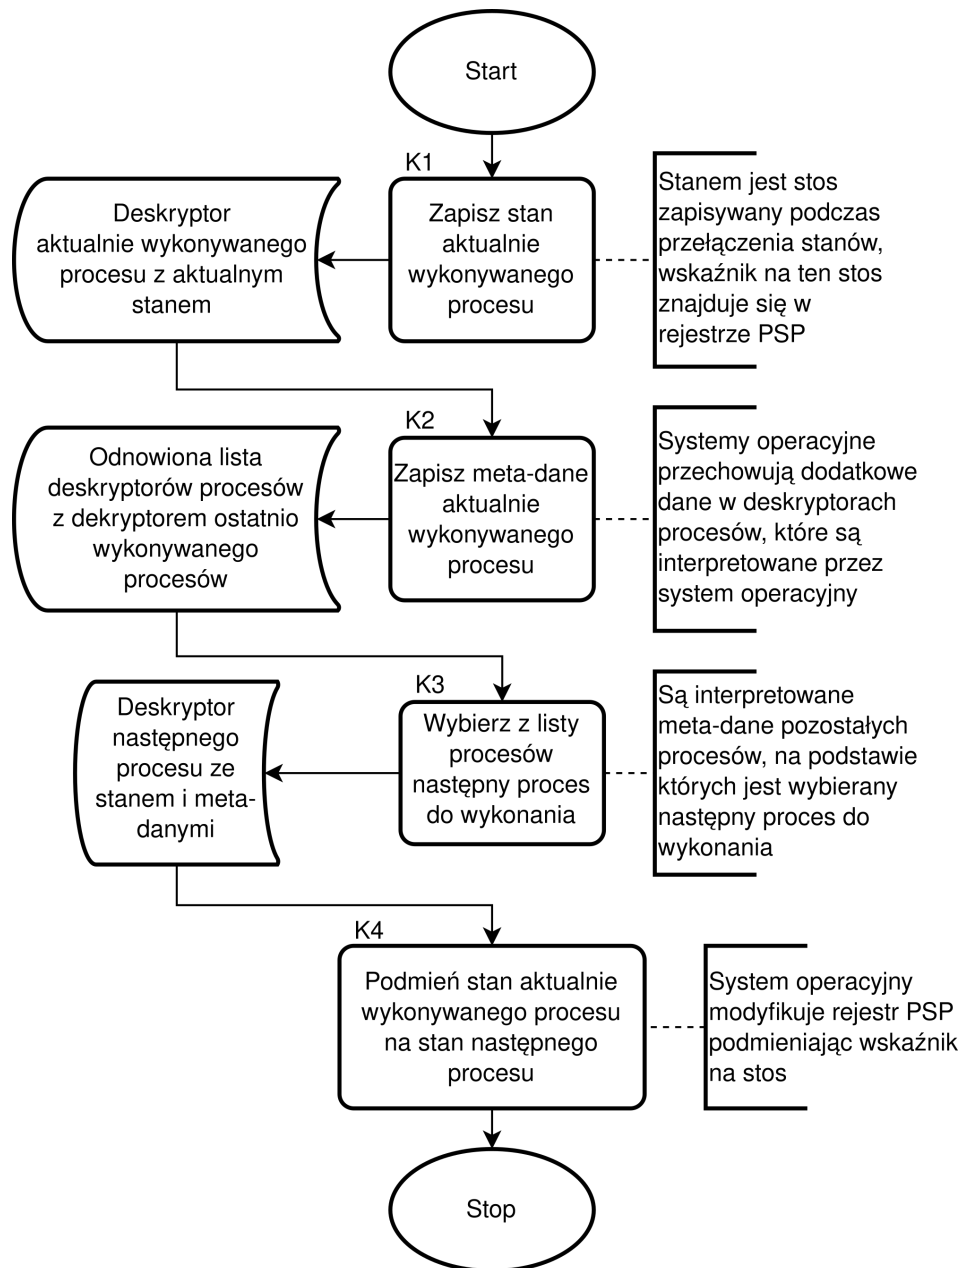 Start
K1
Deskryptor
aktualnie wykonywanego
procesu z aktualnym
stanem
Zapisz stan
aktualnie
wykonywanego
procesu
Stanem jest stos
zapisywany podczas
przełączenia stanów,
wskaźnik na ten stos
znajduje się w
rejestrze PSP
K2
Odnowiona lista
deskryptorów procesów
z dekryptorem ostatnio
wykonywanego
procesów
Zapisz meta-dane
aktualnie
wykonywanego
procesu
Systemy operacyjne
przechowują dodatkowe
dane w deskryptorach
procesów, które są
interpretowane przez
system operacyjny
K3
Deskryptor
następnego
procesu ze
stanem i meta-
danymi
Wybierz z listy
procesów
następny proces
do wykonania
Są interpretowane
meta-dane pozostałych
procesów, na podstawie
których jest wybierany
następny proces do
wykonania
K4
Podmień stan aktualnie
wykonywanego procesu
na stan następnego
procesu
System operacyjny
modyfikuje rejestr PSP
podmieniając wskaźnik
na stos
Stop